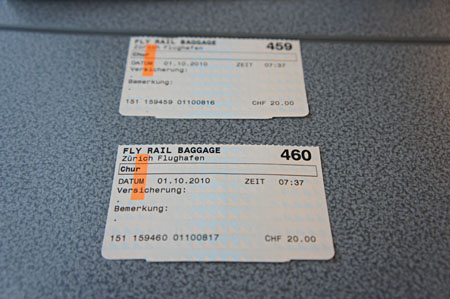 FLY RAIL BAGGAGE 459
Zürich Flughafen
Chur
DATUM 01.10.2010 ZEIT 07:37
Versicherung:
.
Bemerkung:
.
151 159459 01100816 CHF 20.00
FLY RAIL BAGGAGE 460
Zürich Flughafen
Chur
DATUM 01.10.2010 ZEIT 07:37
Versicherung:
.
Bemerkung:
.
151 159460 01100817 CHF 20.00